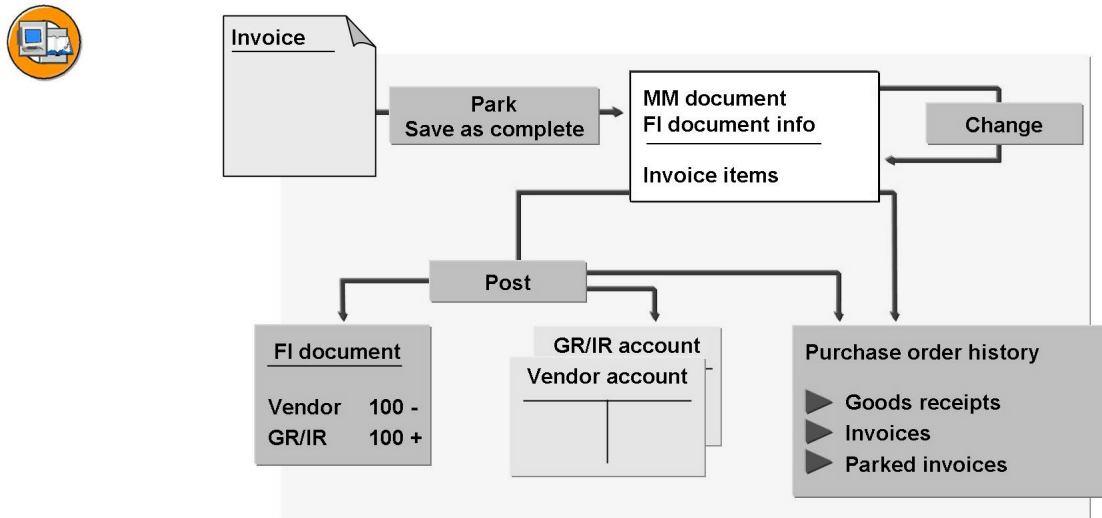 Invoice
Park
Save as complete
MM document
FI document info
Invoice items
Change
Post
FI document
Vendor 100 -
GR/IR 100 +
GR/IR account
Vendor account
Purchase order history
Goods receipts
Invoices
Parked invoices